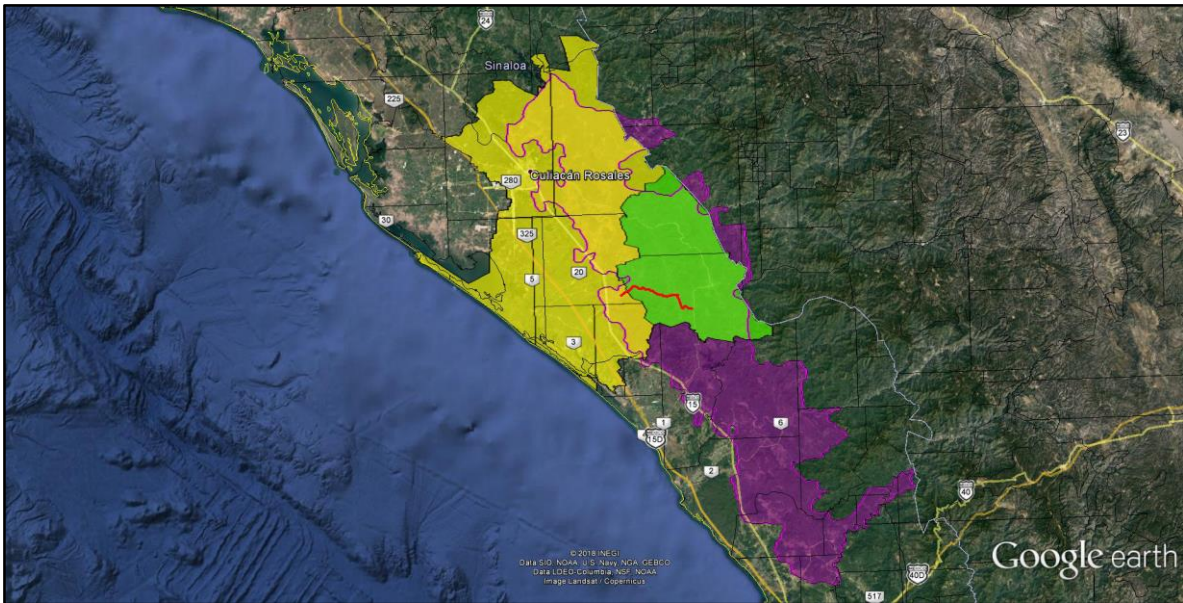 24
Sinaloa
225
23
Culiacán Rosales
280
30
325
20
5
3
15
1
6
15D
2
40
© 2018 INEGI
Data SIO, NOAA, U.S. Navy, NGA, GEBCO
Data LDEO-Columbia, NSF, NOAA
Image Landsat / Copernicus
Google earth
40D
517